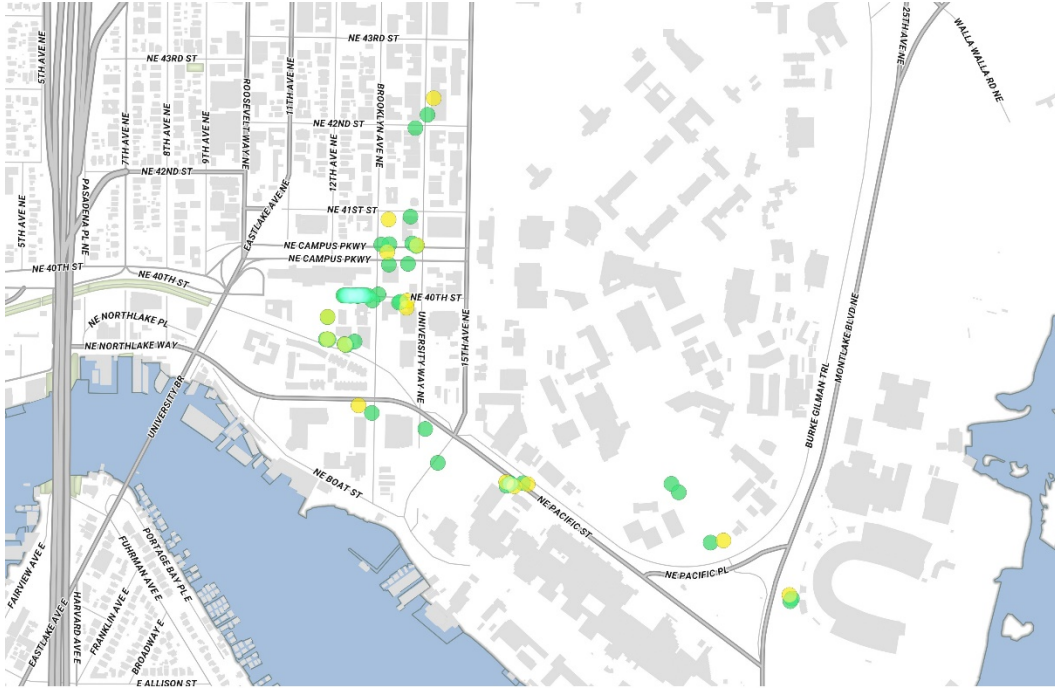 NE 43RD ST
NE 43RD ST
5TH AVE NE
7TH AVE NE
8TH AVE NE
9TH AVE NE
ROOSEVELT WAY NE
11TH AVE NE
12TH AVE NE
BROOKLYN AVE NE
25TH AVE NE
WALLA WALLA RD NE
NE 42ND ST
NE 42ND ST
5TH AVE NE
PASADENA PL NE
EASTLAKE AVE NE
NE 41ST ST
NE CAMPUS PKWY
NE CAMPUS PKWY
NE 40TH ST
NE 40TH ST
NE 40TH ST
NE NORTHLAKE PL
NE NORTHLAKE WAY
UNIVERSITY WAY NE
15TH AVE NE
MONTLAKE BLVD NE
BURKE GILMAN TRL
UNIVERSITY BR
NE BOAT ST
NE PACIFIC ST
NE PACIFIC PL
FAIRVIEW AVE E
FUHRMAN AVE E
PORTAGE BAY PL E
EASTLAKE AVE E
HARVARD AVE E
FRANKLIN AVE E
BROADWAY E
E ALLISON ST